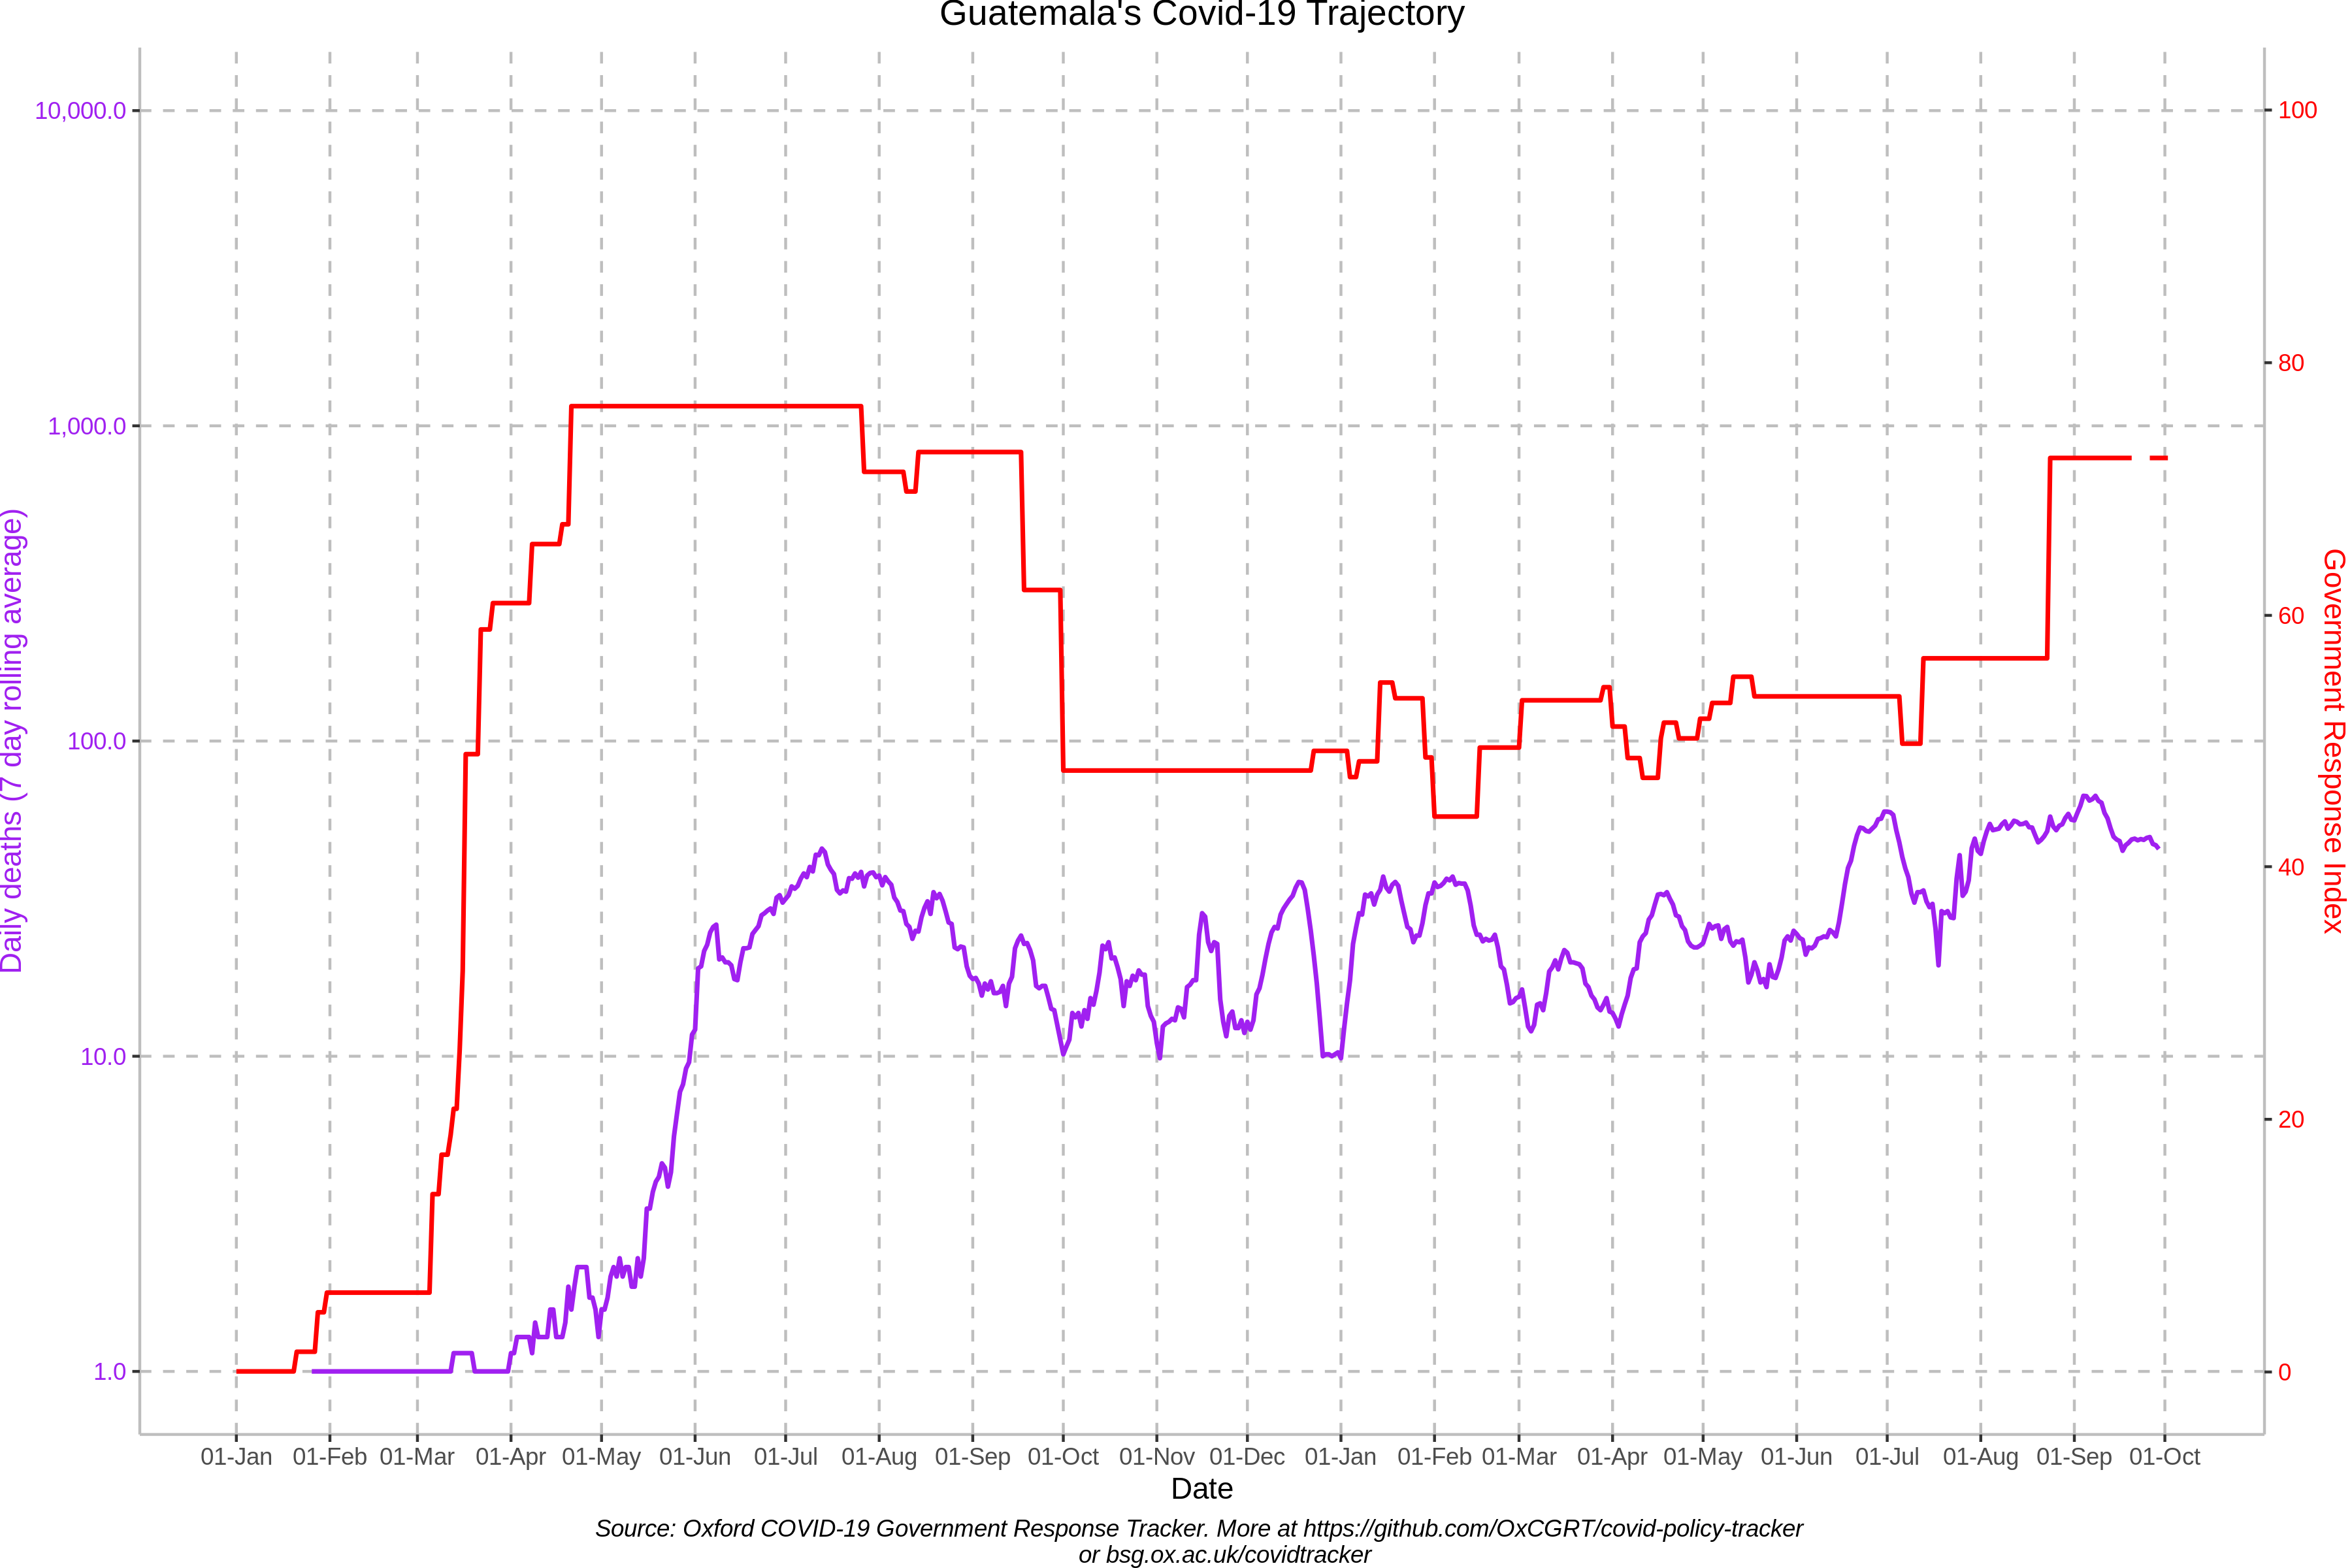 Guatemala's Covid-19 Trajectory
10,000.0
1,000.0
100.0
10.0
1.0
Daily deaths (7 day rolling average)
100
80
60
40
20
0
Government Response Index
01-Jan 01-Feb 01-Mar 01-Apr 01-May 01-Jun 01-Jul 01-Aug 01-Sep 01-Oct 01-Nov 01-Dec 01-Jan 01-Feb 01-Mar 01-Apr 01-May 01-Jun 01-Jul 01-Aug 01-Sep 01-Oct
Date
Source: Oxford COVID-19 Government Response Tracker. More at https://github.com/OxCGRT/covid-policy-tracker
or bsg.ox.ac.uk/covidtracker